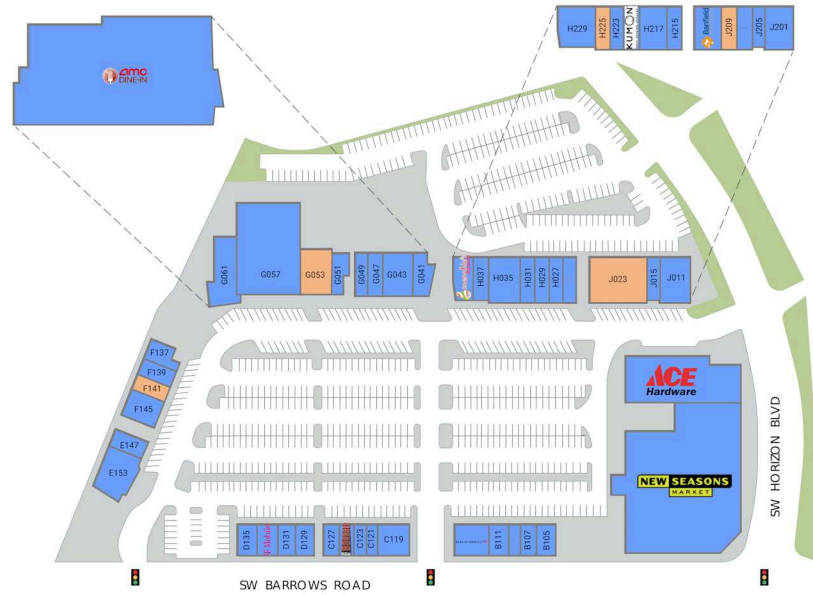 amc
DINE-IN
H229
H225
H223
KUMON
H217
H215
Banfield
J209
J205
J201
G061
G057
G053
G051
G049
G047
G043
G041
H037
H035
H031
H029
H027
J023
J015
J011
F137
F139
F141
F145
E147
E153
ACE
Hardware
NEW SEASONS
MARKET
SW HORIZON BLVD
D135
T-Mobile
D131
D129
C127
C123
C121
C119
B111
B107
B105
SW BARROWS ROAD